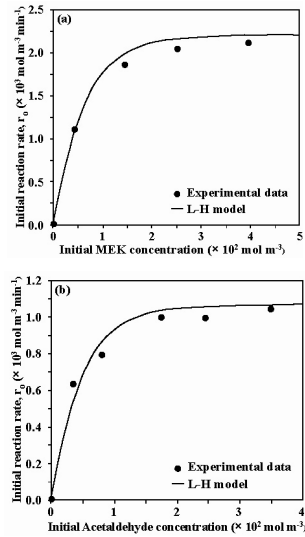 (a)
Initial reaction rate, r₀ (× 10³ mol m⁻³ min⁻¹)
2.5
2.0
1.5
1.0
0.5
0.0
Experimental data
L-H model
0 1 2 3 4 5
Initial MEK concentration (× 10² mol m⁻³)
(b)
Initial reaction rate, r₀ (× 10³ mol m⁻³ min⁻¹)
1.2
1.0
0.8
0.6
0.4
0.2
0.0
Experimental data
L-H model
0 1 2 3 4
Initial Acetaldehyde concentration (× 10² mol m⁻³)